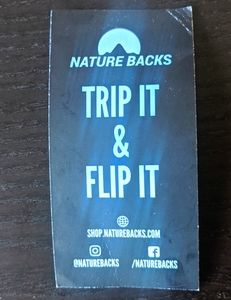 NATURE BACKS
TRIP IT
&
FLIP IT
SHOP.NATUREBACKS.COM
@NATUREBACKS /NATUREBACKS